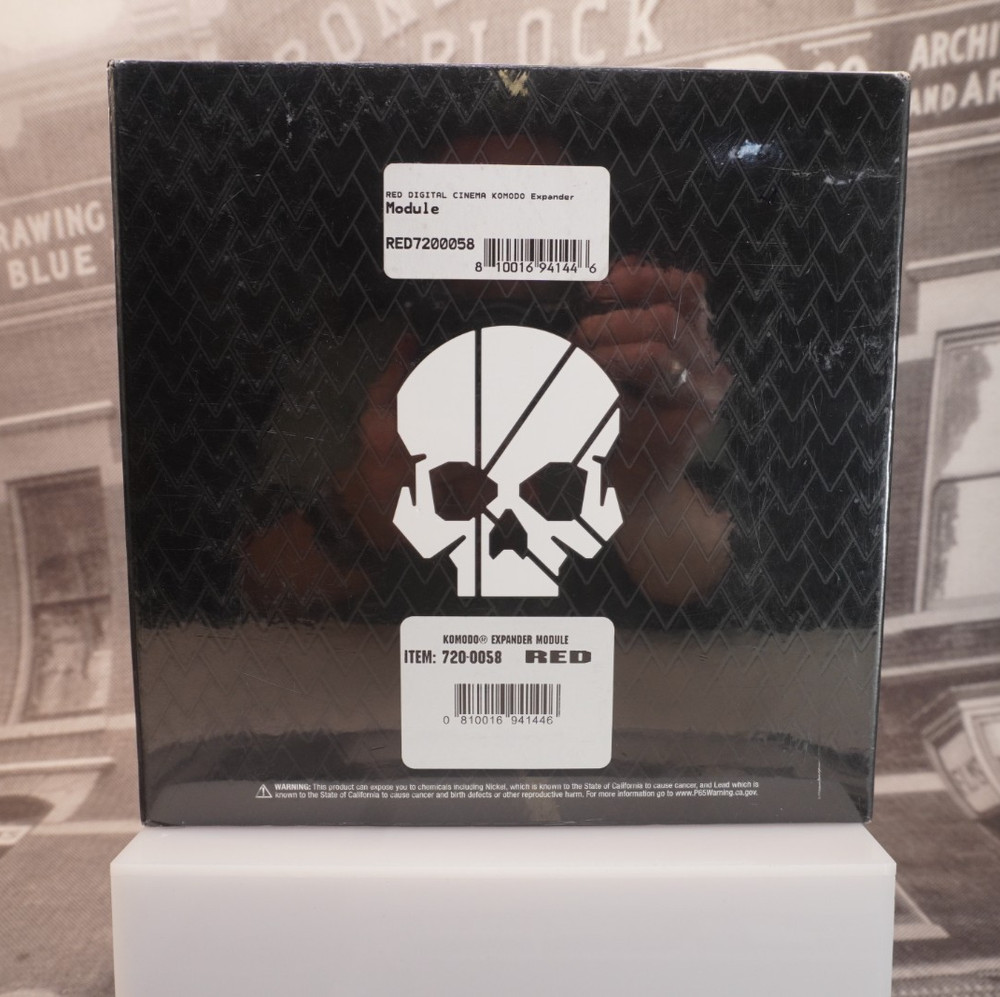 BLOCK
ARCHI
AND AR
RAWING
BLUE
RED DIGITAL CINEMA KOMODO Expander
Module
RED7200058
8 10016 94144 6
KOMODO® EXPANDER MODULE
ITEM: 720-0058 RED
0 810016 941446
WARNING: This product can expose you to chemicals including Nickel, which is known to the State of California to cause cancer, and Lead which is
known to the State of California to cause cancer and birth defects or other reproductive harm. For more information go to www.P65Warning.ca.gov.